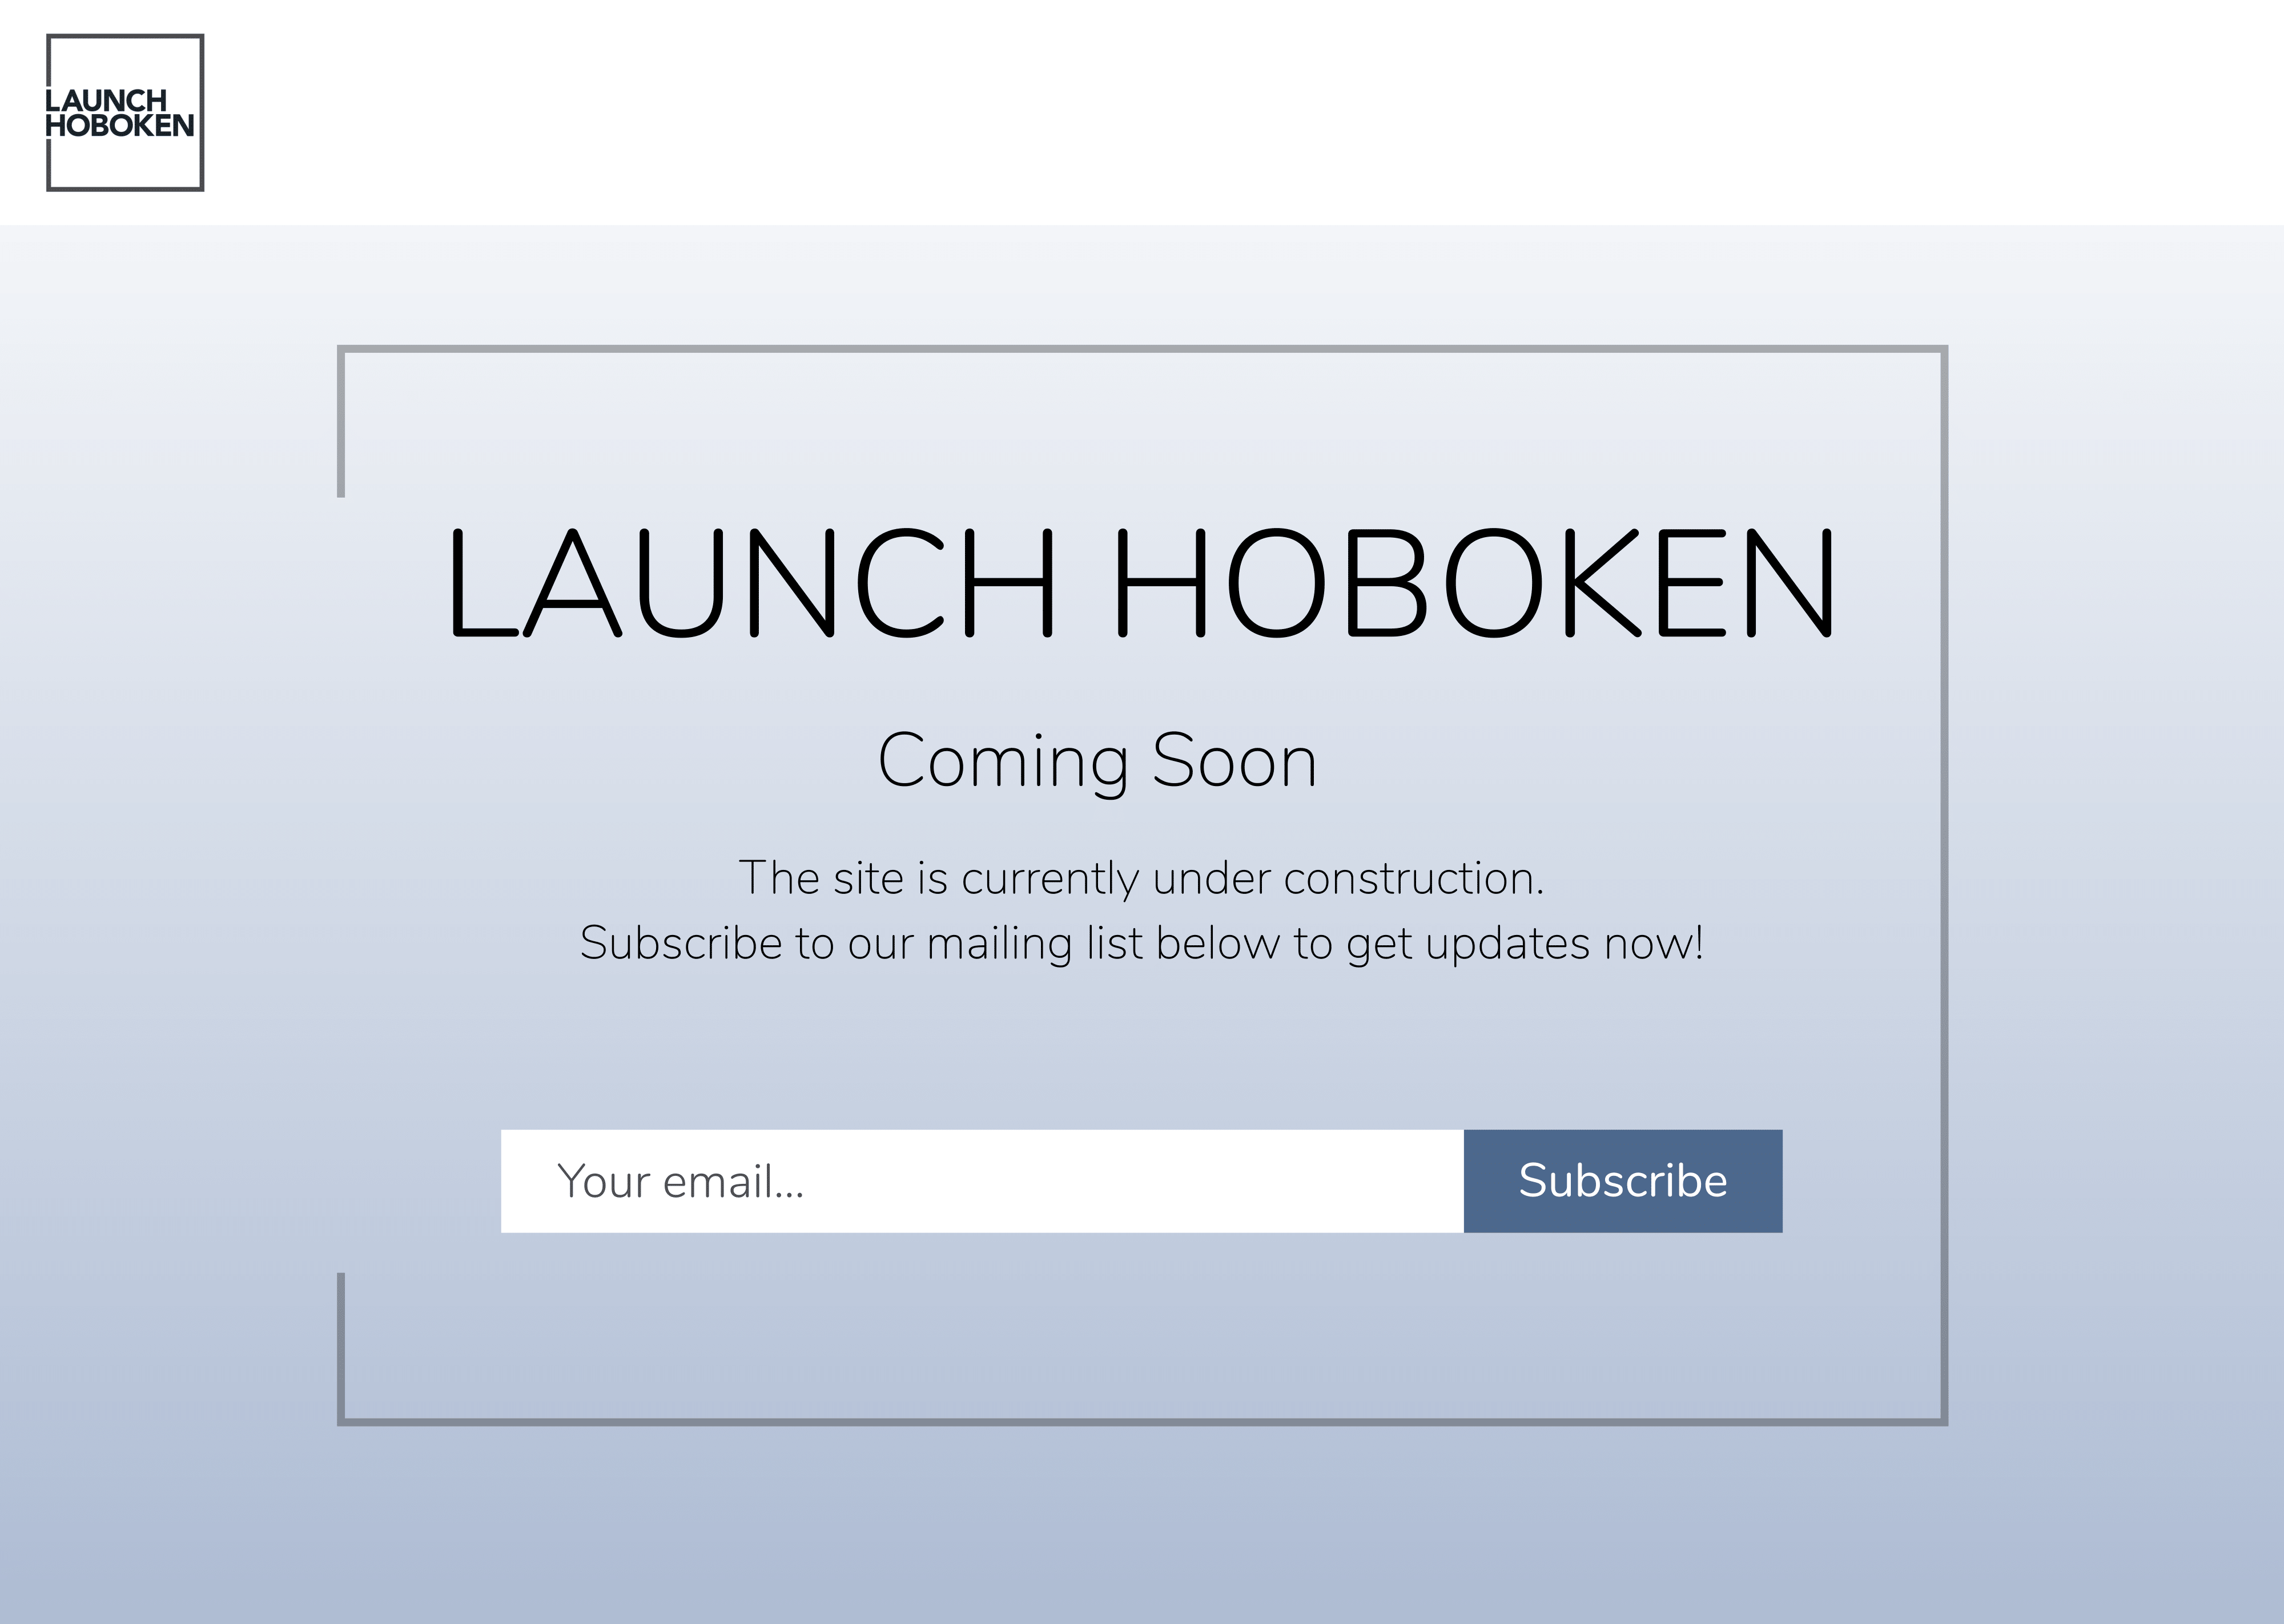 LAUNCH
HOBOKEN
LAUNCH HOBOKEN
Coming Soon
The site is currently under construction.
Subscribe to our mailing list below to get updates now!
Your email...
Subscribe